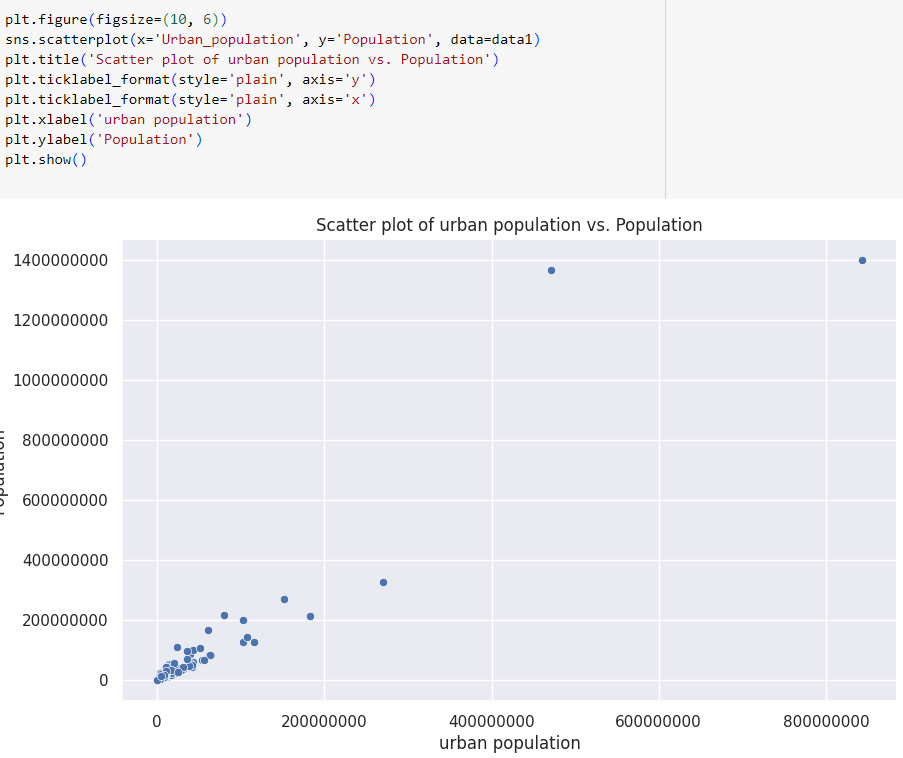 plt.figure(figsize=(10, 6))
sns.scatterplot(x='Urban_population', y='Population', data=data1)
plt.title('Scatter plot of urban population vs. Population')
plt.ticklabel_format(style='plain', axis='y')
plt.ticklabel_format(style='plain', axis='x')
plt.xlabel('urban population')
plt.ylabel('Population')
plt.show()
Scatter plot of urban population vs. Population
1400000000
1200000000
1000000000
800000000
600000000
400000000
200000000
0
Population
0 200000000 400000000 600000000 800000000
urban population